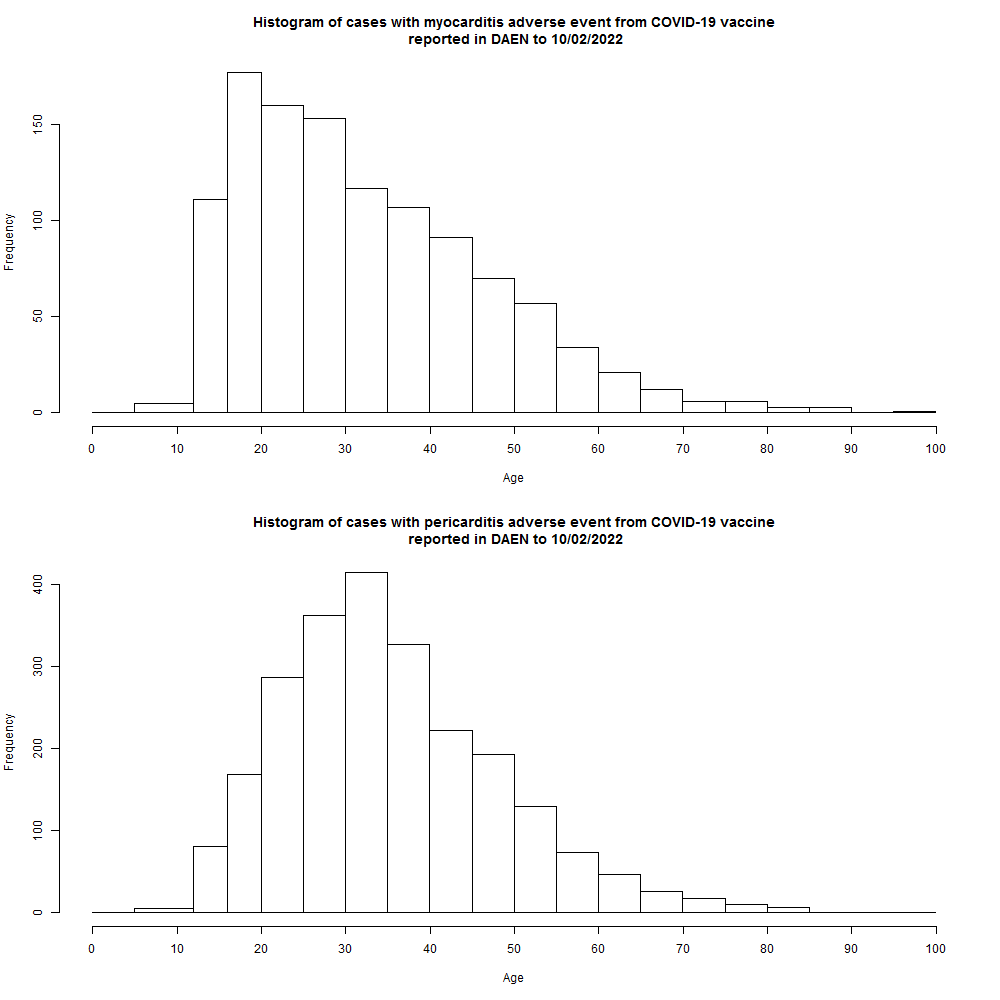 Histogram of cases with myocarditis adverse event from COVID-19 vaccine
reported in DAEN to 10/02/2022
Frequency
150
100
50
0
0 10 20 30 40 50 60 70 80 90 100
Age
Histogram of cases with pericarditis adverse event from COVID-19 vaccine
reported in DAEN to 10/02/2022
Frequency
400
300
200
100
0
0 10 20 30 40 50 60 70 80 90 100
Age